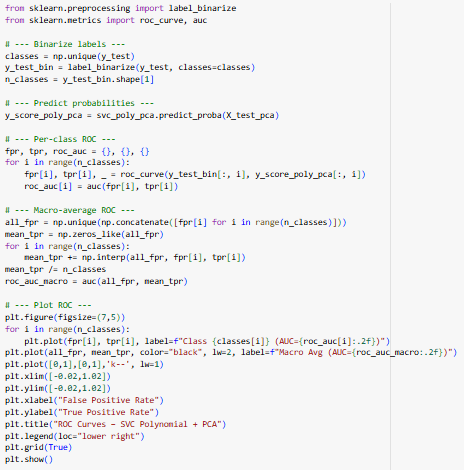 from sklearn.preprocessing import label_binarize
from sklearn.metrics import roc_curve, auc
# --- Binarize labels ---
classes = np.unique(y_test)
y_test_bin = label_binarize(y_test, classes=classes)
n_classes = y_test_bin.shape[1]
# --- Predict probabilities ---
y_score_poly_pca = svc_poly_pca.predict_proba(X_test_pca)
# --- Per-class ROC ---
fpr, tpr, roc_auc = {}, {}, {}
for i in range(n_classes):
    fpr[i], tpr[i], _ = roc_curve(y_test_bin[:, i], y_score_poly_pca[:, i])
    roc_auc[i] = auc(fpr[i], tpr[i])
# --- Macro-average ROC ---
all_fpr = np.unique(np.concatenate([fpr[i] for i in range(n_classes)]))
mean_tpr = np.zeros_like(all_fpr)
for i in range(n_classes):
    mean_tpr += np.interp(all_fpr, fpr[i], tpr[i])
mean_tpr /= n_classes
roc_auc_macro = auc(all_fpr, mean_tpr)
# --- Plot ROC ---
plt.figure(figsize=(7,5))
for i in range(n_classes):
    plt.plot(fpr[i], tpr[i], label=f"Class {classes[i]} (AUC={roc_auc[i]:.2f})")
plt.plot(all_fpr, mean_tpr, color="black", lw=2, label=f"Macro Avg (AUC={roc_auc_macro:.2f})")
plt.plot([0,1],[0,1],'k--', lw=1)
plt.xlim([-0.02,1.02])
plt.ylim([-0.02,1.02])
plt.xlabel("False Positive Rate")
plt.ylabel("True Positive Rate")
plt.title("ROC Curves – SVC Polynomial + PCA")
plt.legend(loc="lower right")
plt.grid(True)
plt.show()